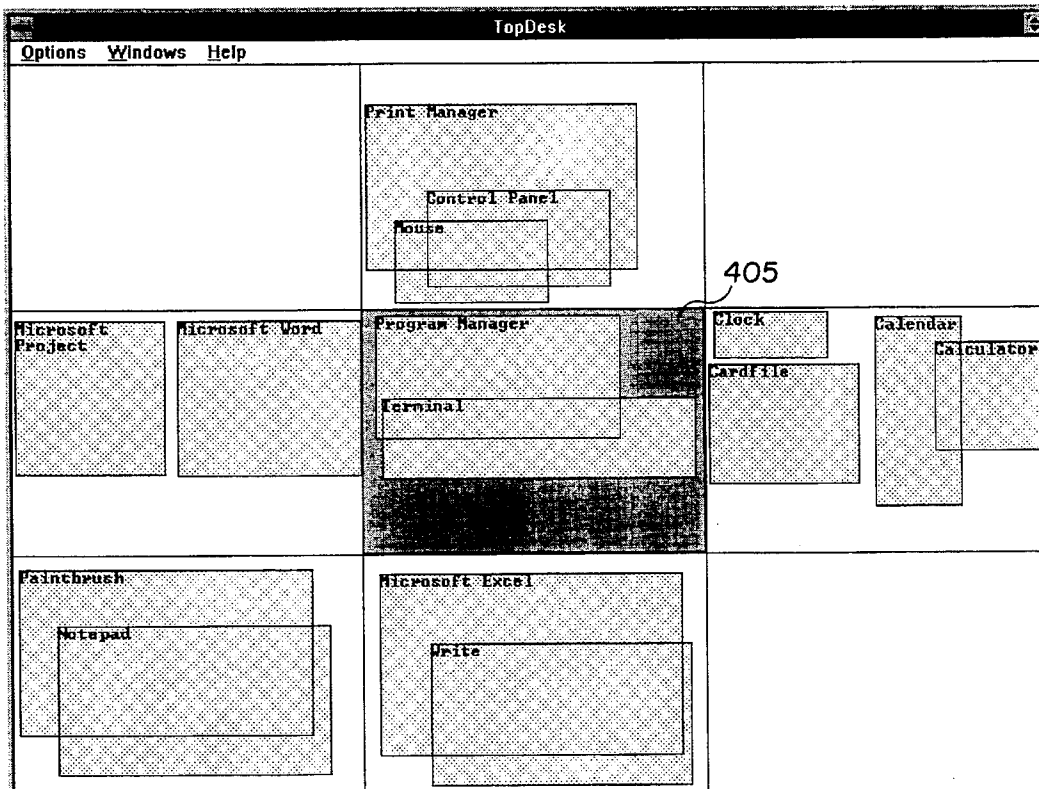 TopDesk
Options Windows Help
Print Manager
Control Panel
Mouse
405
Microsoft
Project
Microsoft Word
Program Manager
Terminal
Clock
Cardfile
Calendar
Calculator
Paintbrush
Notepad
Microsoft Excel
Write